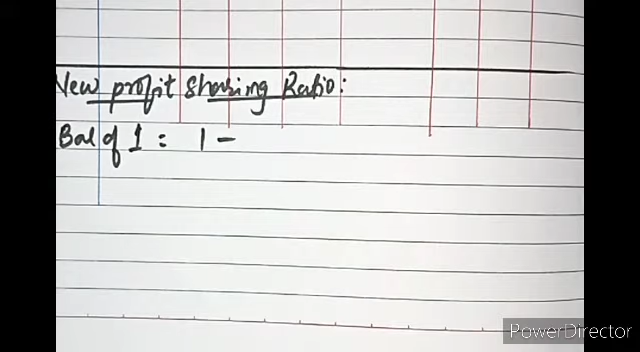 New profit Sharing Ratio:
Bal of 1 = 1 -
PowerDirector